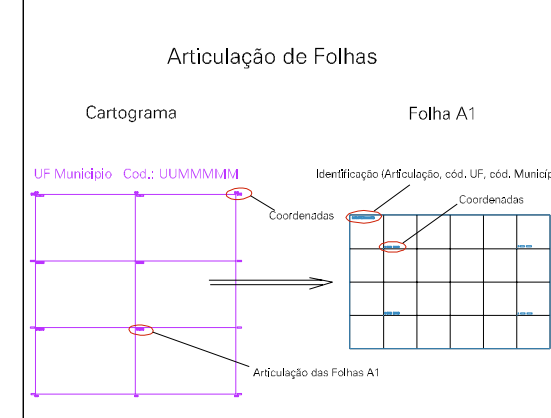 Articulação de Folhas
Cartograma
Folha A1
UF Municipio Cod.: UUMMMMM
Identificação (Articulação, cód. UF, cód. Municíp
Coordenadas
Coordenadas
Articulação das Folhas A1